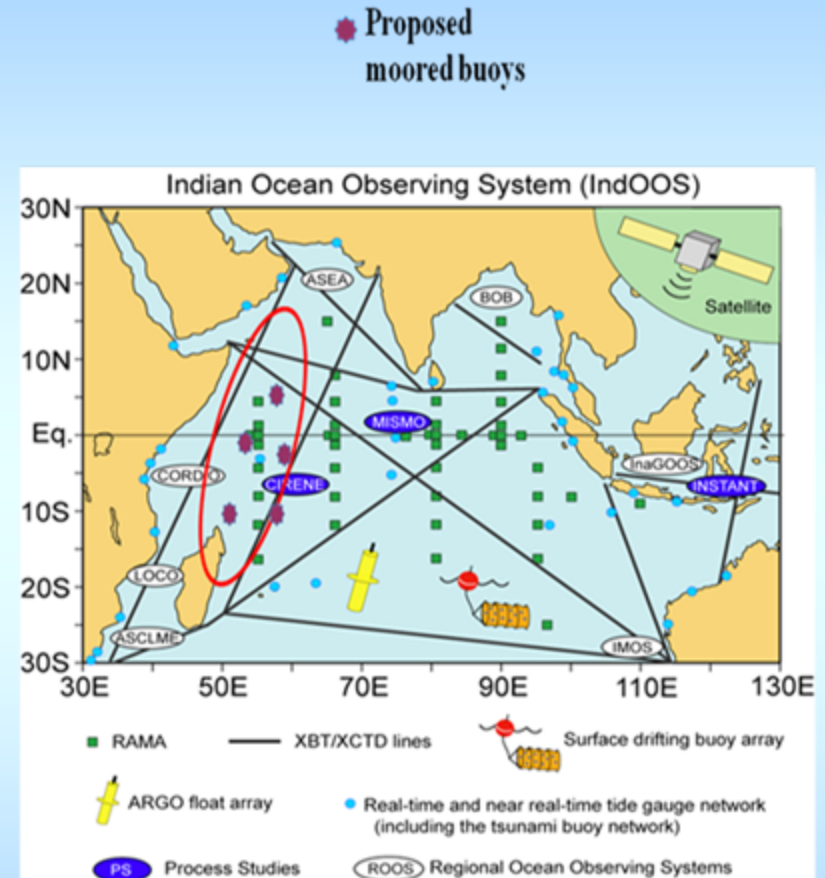 Proposed
moored buoys
Indian Ocean Observing System (IndOOS)
30N
20N
10N
Eq.
10S
20S
30S
ASEA
BOB
Satellite
MISMO
CORDIO
CIRENE
InaGOOS
INSTANT
LOCO
ASCLME
IMOS
30E
50E
70E
90E
110E
130E
RAMA
XBT/XCTD lines
Surface drifting buoy array
ARGO float array
Real-time and near real-time tide gauge network
(including the tsunami buoy network)
PS
Process Studies
ROOS
Regional Ocean Observing Systems